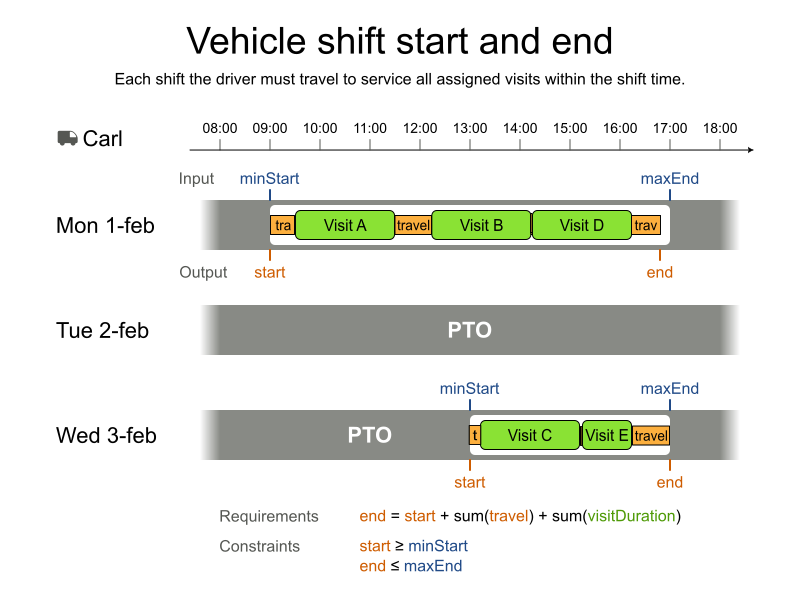 Vehicle shift start and end
Each shift the driver must travel to service all assigned visits within the shift time.
Carl
08:00 09:00 10:00 11:00 12:00 13:00 14:00 15:00 16:00 17:00 18:00
Input minStart maxEnd
Mon 1-feb tra Visit A travel Visit B Visit D trav
Output start end
Tue 2-feb PTO
minStart maxEnd
Wed 3-feb PTO t Visit C Visit E travel
start end
Requirements end = start + sum(travel) + sum(visitDuration)
Constraints start ≥ minStart
end ≤ maxEnd